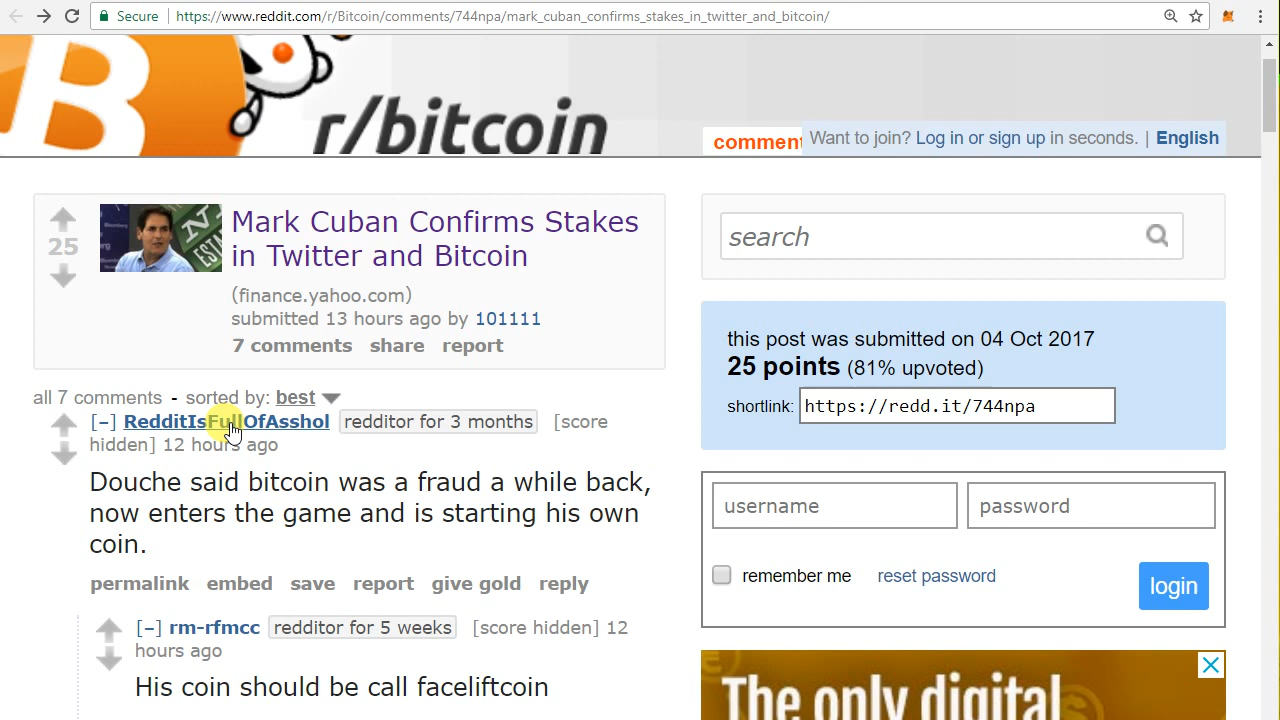 Secure https://www.reddit.com/r/Bitcoin/comments/744npa/mark_cuban_confirms_stakes_in_twitter_and_bitcoin/
r/bitcoin
comment Want to join? Log in or sign up in seconds. | English
Mark Cuban Confirms Stakes
in Twitter and Bitcoin
25
(finance.yahoo.com)
submitted 13 hours ago by 101111
7 comments share report
search
this post was submitted on 04 Oct 2017
25 points (81% upvoted)
shortlink: https://redd.it/744npa
all 7 comments - sorted by: best
[–] RedditIsFullOfAsshol redditor for 3 months [score
hidden] 12 hours ago
Douche said bitcoin was a fraud a while back,
now enters the game and is starting his own
coin.
permalink embed save report give gold reply
username password
remember me reset password login
[–] rm-rfmcc redditor for 5 weeks [score hidden] 12
hours ago
His coin should be call faceliftcoin
The only digital